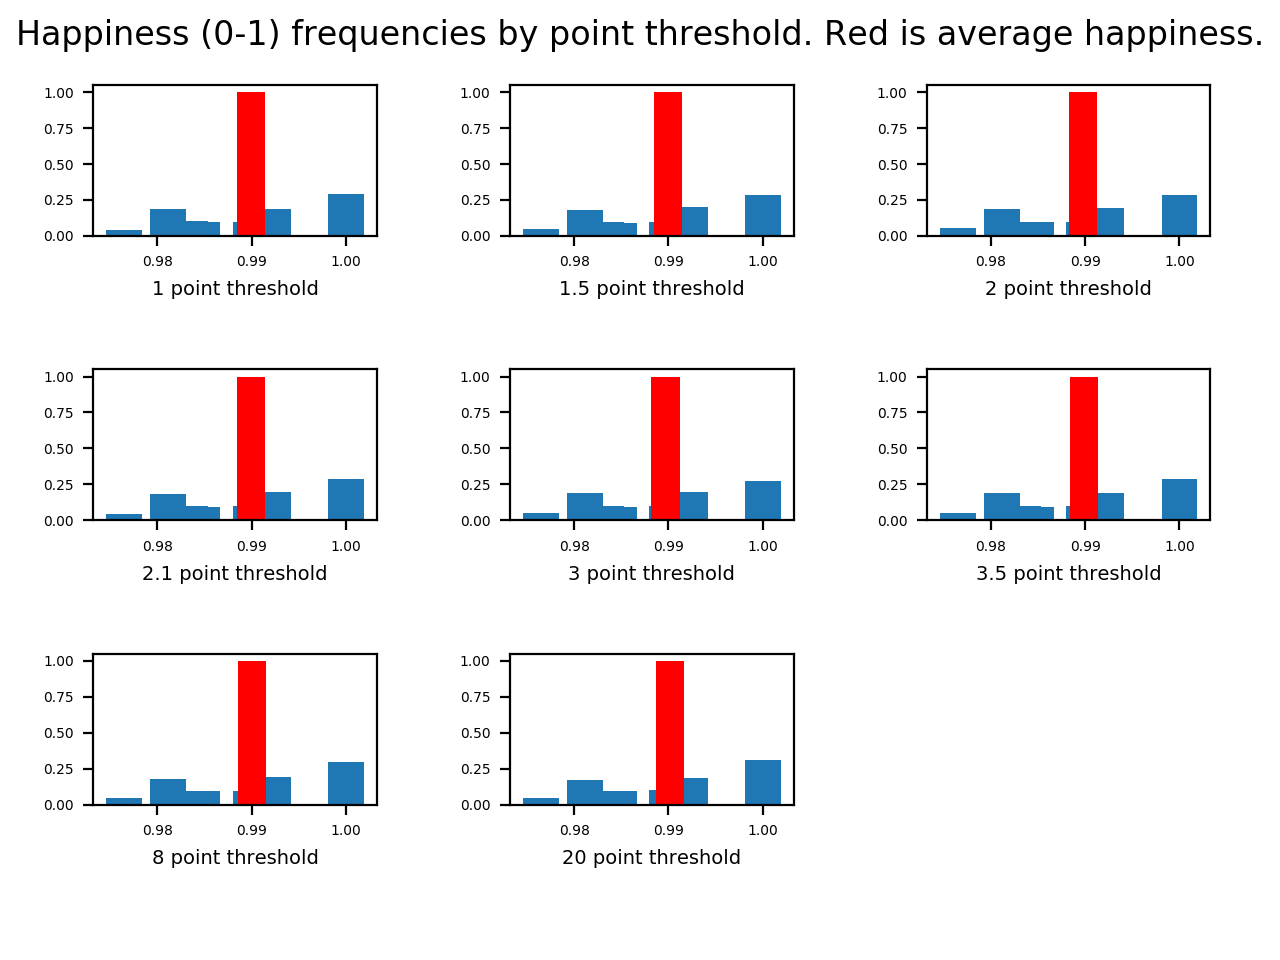 Happiness (0-1) frequencies by point threshold. Red is average happiness.
1.00 1.00 1.00
0.75 0.75 0.75
0.50 0.50 0.50
0.25 0.25 0.25
0.00 0.00 0.00
0.98 0.99 1.00 0.98 0.99 1.00 0.98 0.99 1.00
1 point threshold 1.5 point threshold 2 point threshold
1.00 1.00 1.00
0.75 0.75 0.75
0.50 0.50 0.50
0.25 0.25 0.25
0.00 0.00 0.00
0.98 0.99 1.00 0.98 0.99 1.00 0.98 0.99 1.00
2.1 point threshold 3 point threshold 3.5 point threshold
1.00 1.00
0.75 0.75
0.50 0.50
0.25 0.25
0.00 0.00
0.98 0.99 1.00 0.98 0.99 1.00
8 point threshold 20 point threshold